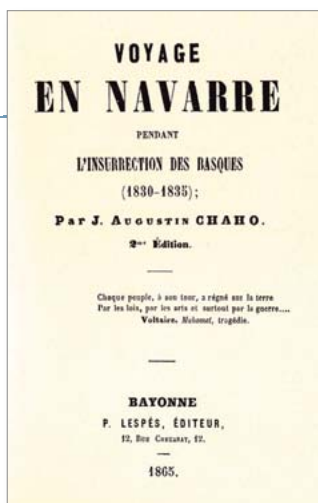 VOYAGE
EN NAVARRE
PENDANT
L'INSURRECTION DES BASQUES
(1830-1835);
Par J. AUGUSTIN CHAHO.
2me Édition.
Chaque peuple, à son tour, a régné sur la terre
Par les lois, par les arts et surtout par la guerre....
Voltaire. Mahomet, tragédie.
BAYONNE
P. LESPÉS, ÉDITEUR,
12, RUE CHEGARAY, 12.
1865.